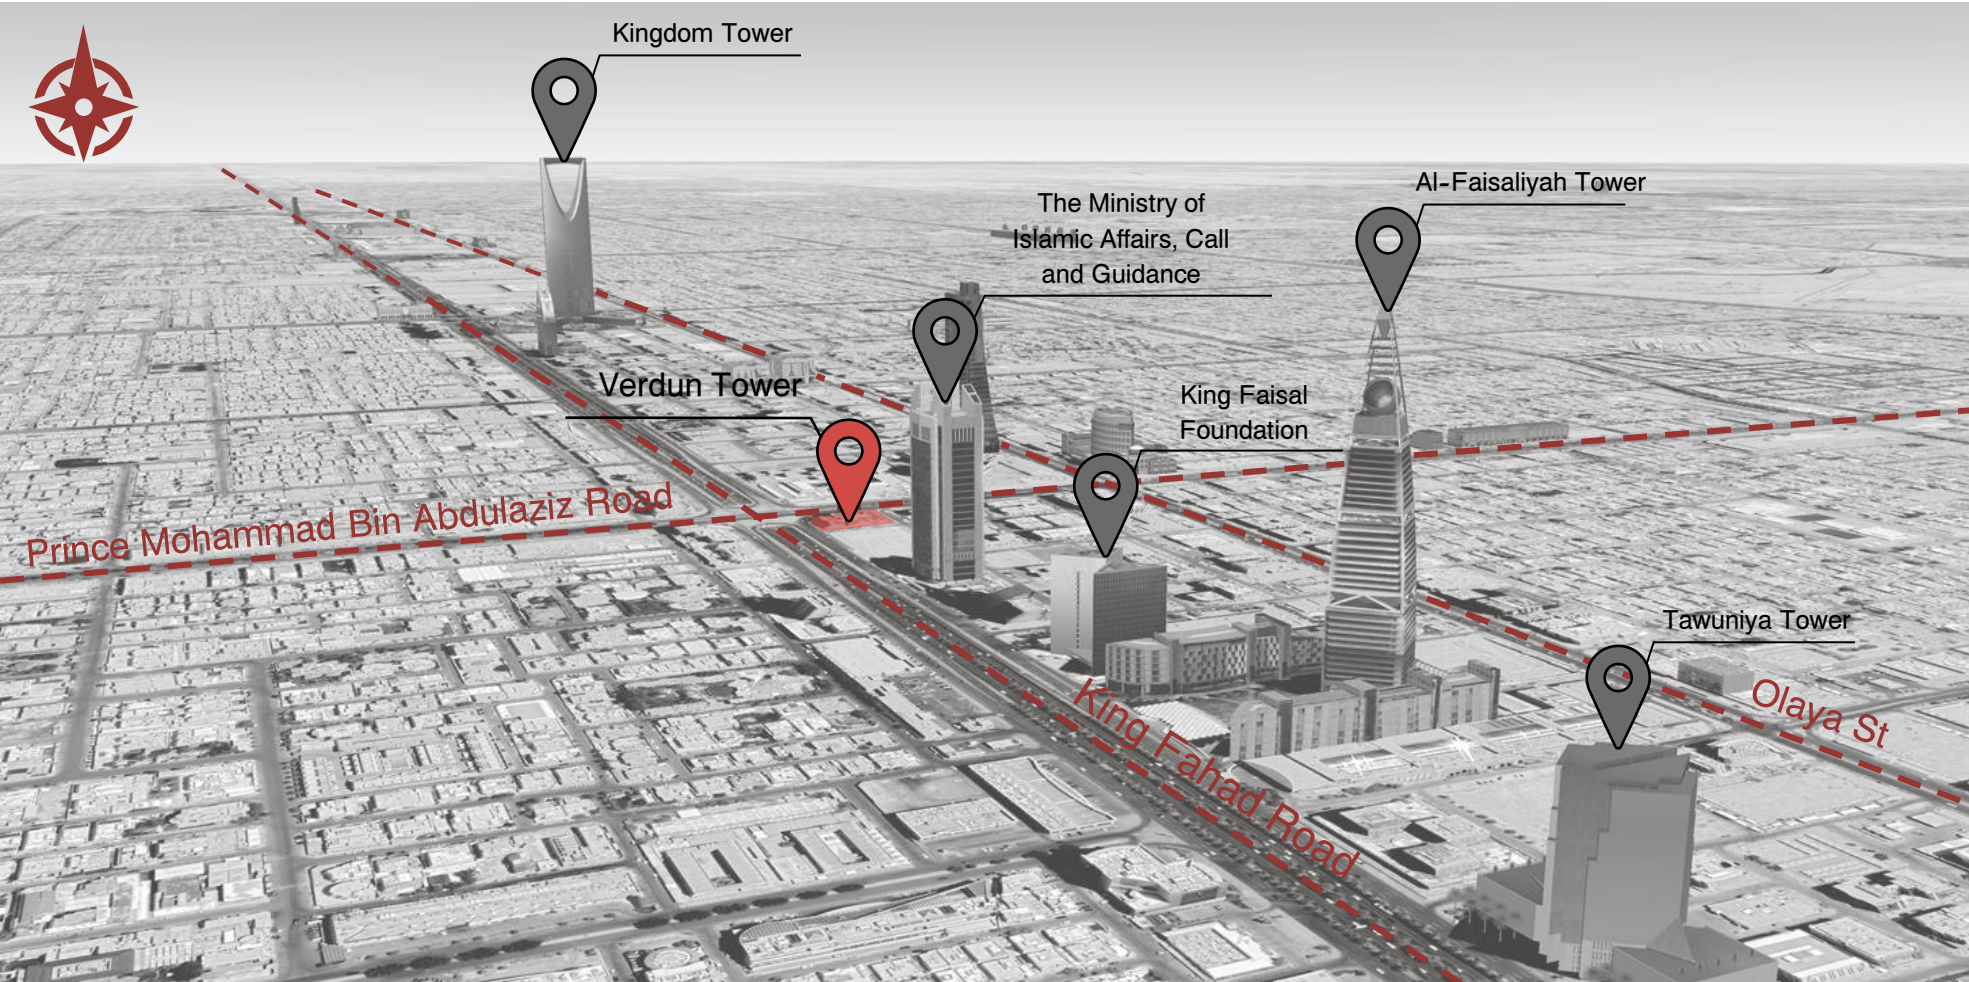 Kingdom Tower
Al-Faisaliyah Tower
The Ministry of
Islamic Affairs, Call
and Guidance
Verdun Tower
King Faisal
Foundation
Prince Mohammad Bin Abdulaziz Road
Tawuniya Tower
Olaya St
King Fahad Road